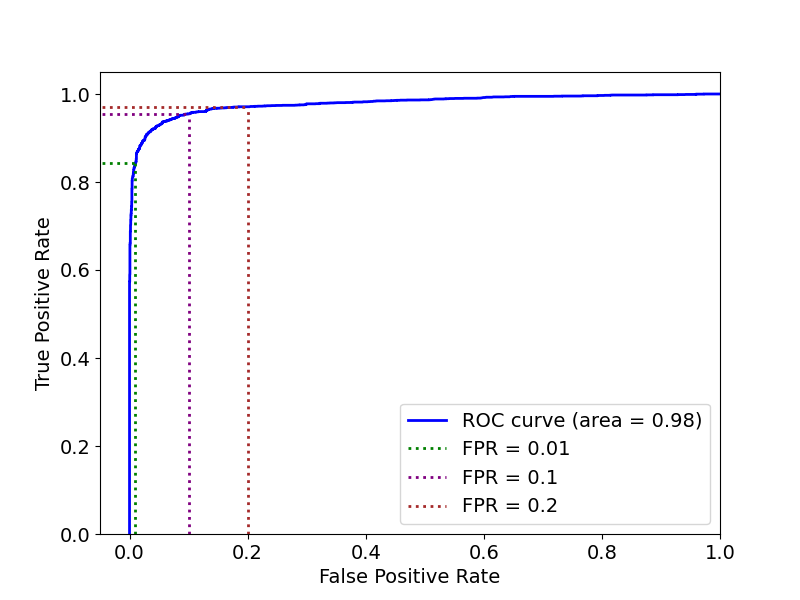 1.0
0.8
0.6
0.4
0.2
0.0
True Positive Rate
ROC curve (area = 0.98)
FPR = 0.01
FPR = 0.1
FPR = 0.2
0.0 0.2 0.4 0.6 0.8 1.0
False Positive Rate